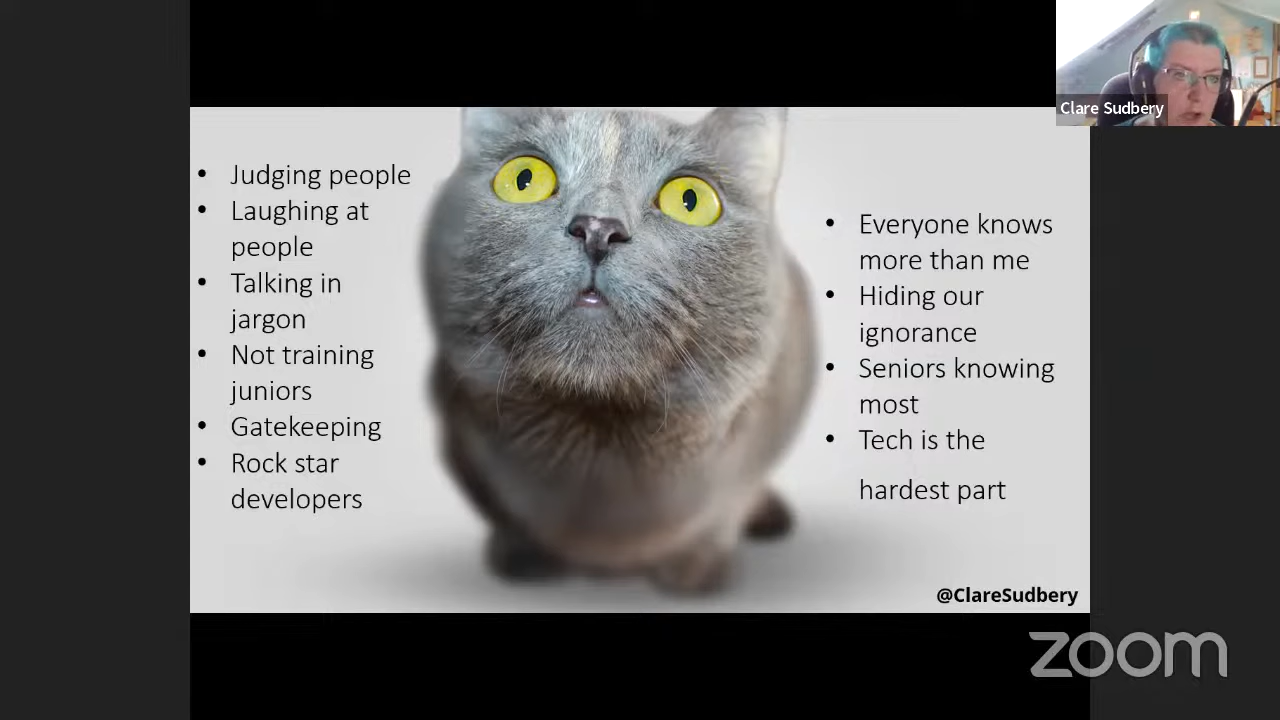 Clare Sudbery
• Judging people
• Laughing at
people
• Talking in
jargon
• Not training
juniors
• Gatekeeping
• Rock star
developers
• Everyone knows
more than me
• Hiding our
ignorance
• Seniors knowing
most
• Tech is the
hardest part
@ClareSudbery
zoom